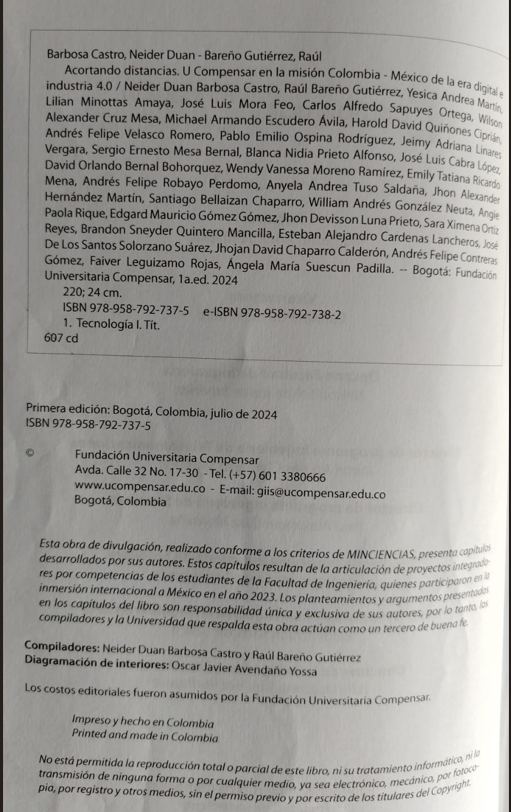 Barbosa Castro, Neider Duan - Bareño Gutiérrez, Raúl
Acortando distancias. U Compensar en la misión Colombia - México de la era digital e
industria 4.0 / Neider Duan Barbosa Castro, Raúl Bareño Gutiérrez, Yesica Andrea Martin,
Lilian Minottas Amaya, José Luis Mora Feo, Carlos Alfredo Sapuyes Ortega, Wilson
Alexander Cruz Mesa, Michael Armando Escudero Ávila, Harold David Quiñones Ciprián,
Andrés Felipe Velasco Romero, Pablo Emilio Ospina Rodríguez, Jeimy Adriana Linares
Vergara, Sergio Ernesto Mesa Bernal, Blanca Nidia Prieto Alfonso, José Luis Cabra López,
David Orlando Bernal Bohorquez, Wendy Vanessa Moreno Ramírez, Emily Tatiana Ricardo
Mena, Andrés Felipe Robayo Perdomo, Anyela Andrea Tuso Saldaña, Jhon Alexander
Hernández Martín, Santiago Bellaizan Chaparro, William Andrés González Neuta, Angie
Paola Rique, Edgard Mauricio Gómez Gómez, Jhon Devisson Luna Prieto, Sara Ximena Ortiz
Reyes, Brandon Sneyder Quintero Mancilla, Esteban Alejandro Cardenas Lancheros, José
De Los Santos Solorzano Suárez, Jhojan David Chaparro Calderón, Andrés Felipe Contreras
Gómez, Faiver Leguizamo Rojas, Ángela María Suescun Padilla. -- Bogotá: Fundación
Universitaria Compensar, 1a.ed. 2024
220; 24 cm.
ISBN 978-958-792-737-5 e-ISBN 978-958-792-738-2
1. Tecnología I. Tít.
607 cd
Primera edición: Bogotá, Colombia, julio de 2024
ISBN 978-958-792-737-5
© Fundación Universitaria Compensar
Avda. Calle 32 No. 17-30 - Tel. (+57) 601 3380666
www.ucompensar.edu.co - E-mail: giis@ucompensar.edu.co
Bogotá, Colombia
Esta obra de divulgación, realizado conforme a los criterios de MINCIENCIAS, presenta capítulos
desarrollados por sus autores. Estos capítulos resultan de la articulación de proyectos integrado-
res por competencias de los estudiantes de la Facultad de Ingeniería, quienes participaron en la
inmersión internacional a México en el año 2023. Los planteamientos y argumentos presentados
en los capítulos del libro son responsabilidad única y exclusiva de sus autores, por lo tanto, los
compiladores y la Universidad que respalda esta obra actúan como un tercero de buena fe.
Compiladores: Neider Duan Barbosa Castro y Raúl Bareño Gutiérrez
Diagramación de interiores: Oscar Javier Avendaño Yossa
Los costos editoriales fueron asumidos por la Fundación Universitaria Compensar.
Impreso y hecho en Colombia
Printed and made in Colombia
No está permitida la reproducción total o parcial de este libro, ni su tratamiento informático, ni la
transmisión de ninguna forma o por cualquier medio, ya sea electrónico, mecánico, por fotoco-
pia, por registro y otros medios, sin el permiso previo y por escrito de los titulares del Copyright.